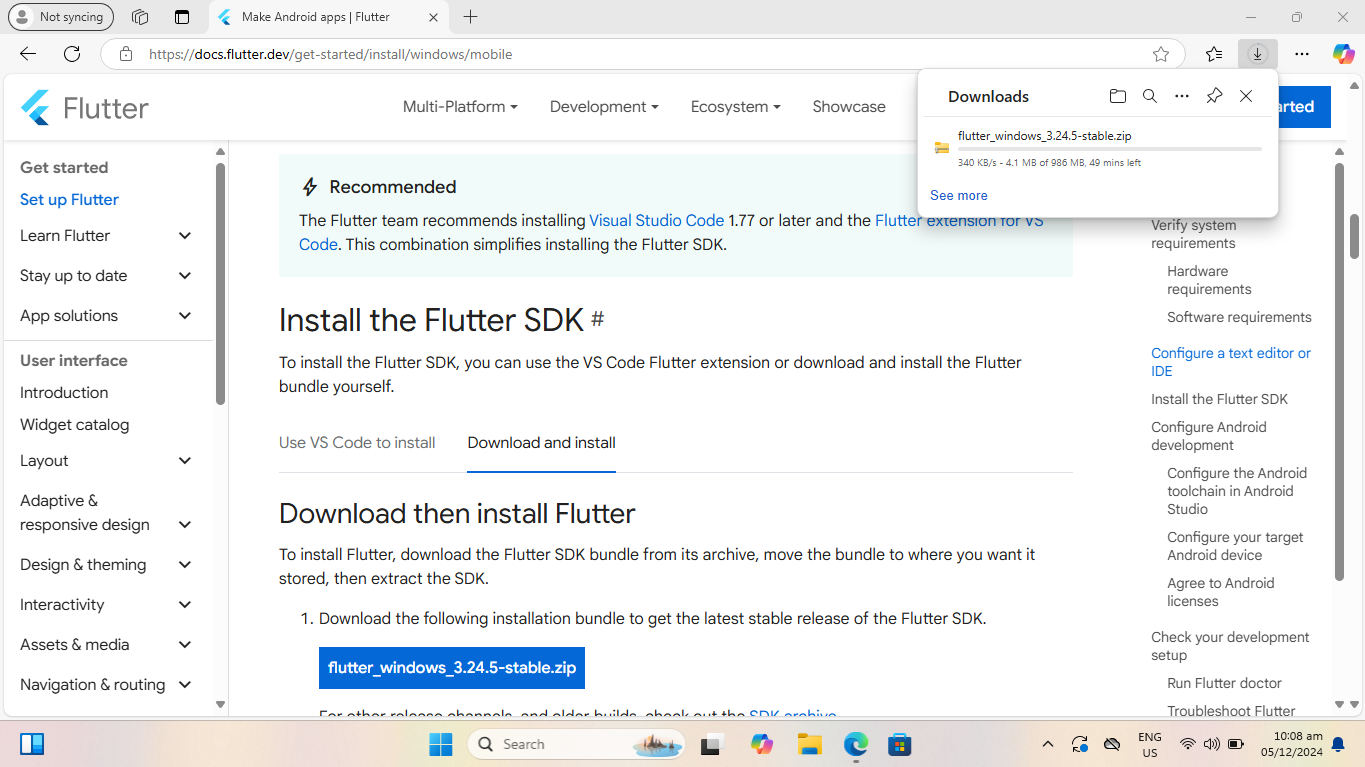 Not syncing
Make Android apps | Flutter
https://docs.flutter.dev/get-started/install/windows/mobile
Flutter
Multi-Platform
Development
Ecosystem
Showcase
arted
Downloads
flutter_windows_3.24.5-stable.zip
340 KB/s - 4.1 MB of 986 MB, 49 mins left
See more
Get started
Set up Flutter
Learn Flutter
Stay up to date
App solutions
User interface
Introduction
Widget catalog
Layout
Adaptive &
responsive design
Design & theming
Interactivity
Assets & media
Navigation & routing
Recommended
The Flutter team recommends installing Visual Studio Code 1.77 or later and the Flutter extension for VS
Code. This combination simplifies installing the Flutter SDK.
Install the Flutter SDK #
To install the Flutter SDK, you can use the VS Code Flutter extension or download and install the Flutter
bundle yourself.
Use VS Code to install
Download and install
Download then install Flutter
To install Flutter, download the Flutter SDK bundle from its archive, move the bundle to where you want it
stored, then extract the SDK.
1. Download the following installation bundle to get the latest stable release of the Flutter SDK.
flutter_windows_3.24.5-stable.zip
For other release channels, and older builds, check out the SDK archive.
Verify system
requirements
Hardware
requirements
Software requirements
Configure a text editor or
IDE
Install the Flutter SDK
Configure Android
development
Configure the Android
toolchain in Android
Studio
Configure your target
Android device
Agree to Android
licenses
Check your development
setup
Run Flutter doctor
Troubleshoot Flutter
Search
ENG
US
10:08 am
05/12/2024